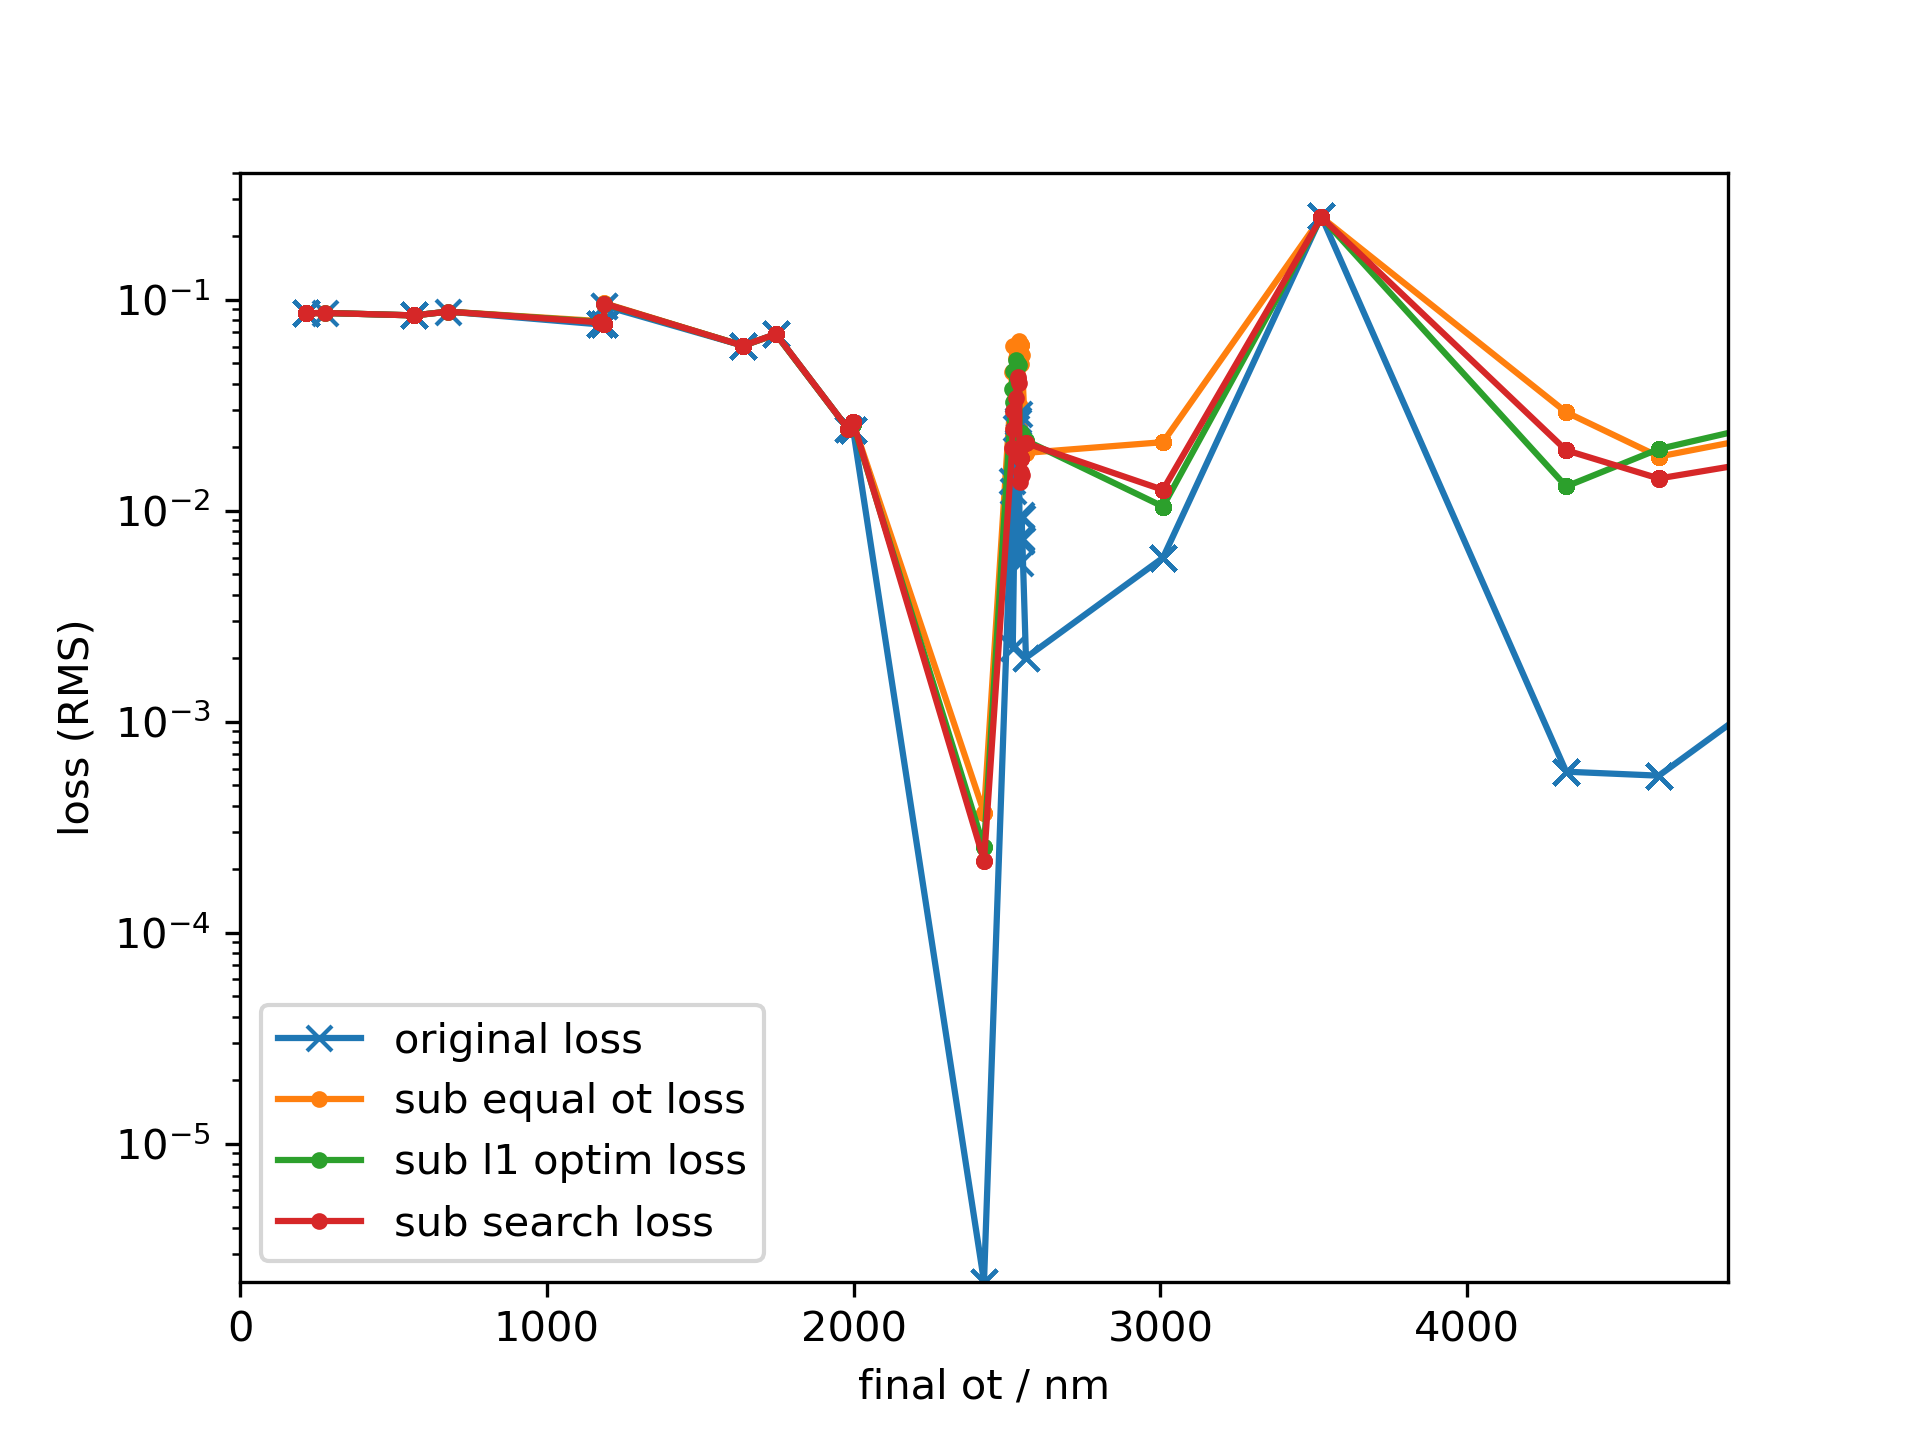 10⁻¹
10⁻²
10⁻³
10⁻⁴
10⁻⁵
loss (RMS)
original loss
sub equal ot loss
sub l1 optim loss
sub search loss
0 1000 2000 3000 4000
final ot / nm